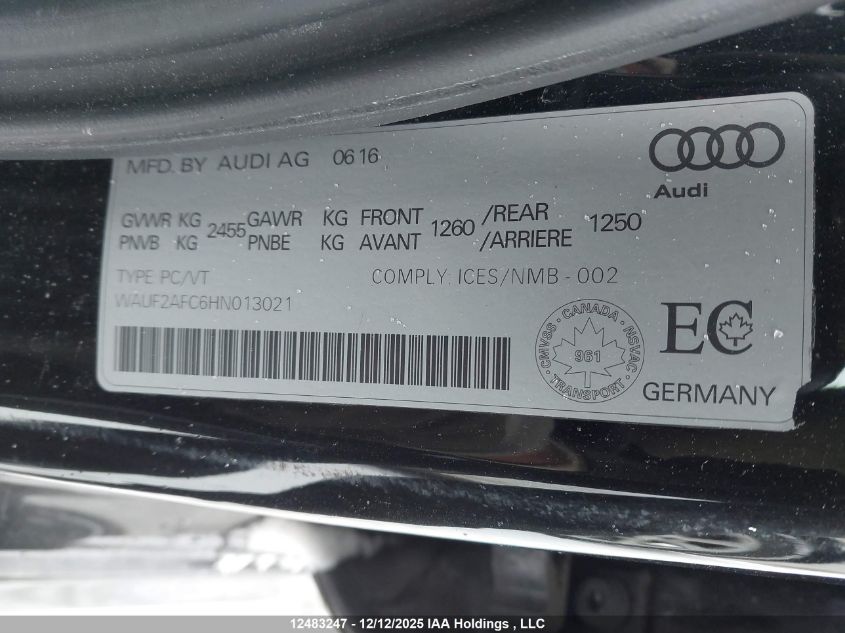 MFD. BY AUDI AG 06 16
Audi
GVWR KG 2455 GAWR KG FRONT 1260 /REAR 1250
PNVB KG PNBE KG AVANT /ARRIERE
TYPE PC/VT COMPLY: ICES/NMB - 002
WAUF2AFC6HN013021
CANADA
CMVSS 961 NSVAC
TRANSPORT
EC
GERMANY
12483247 - 12/12/2025 IAA Holdings , LLC